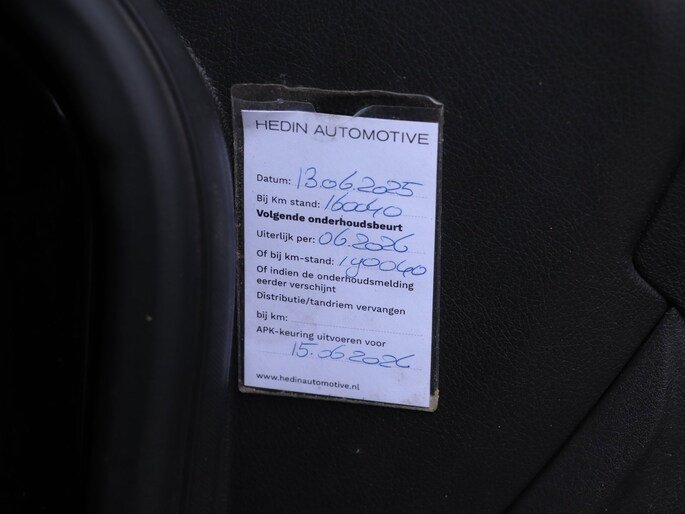 HEDIN AUTOMOTIVE
Datum: 13.06.2025
Bij Km stand: 160040
Volgende onderhoudsbeurt
Uiterlijk per: 06.2026
Of bij km-stand: 190040
Of indien de onderhoudsmelding
eerder verschijnt
Distributie/tandriem vervangen
bij km:
APK-keuring uitvoeren voor
15.06.2026
www.hedinautomotive.nl